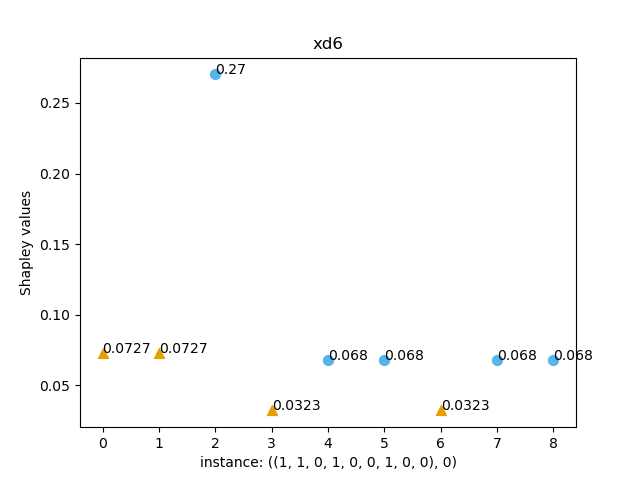 xd6
0.27
0.25
0.20
0.15
Shapley values
0.10
0.0727 0.0727
0.068 0.068 0.068 0.068
0.05
0.0323 0.0323
0 1 2 3 4 5 6 7 8
instance: ((1, 1, 0, 1, 0, 0, 1, 0, 0), 0)